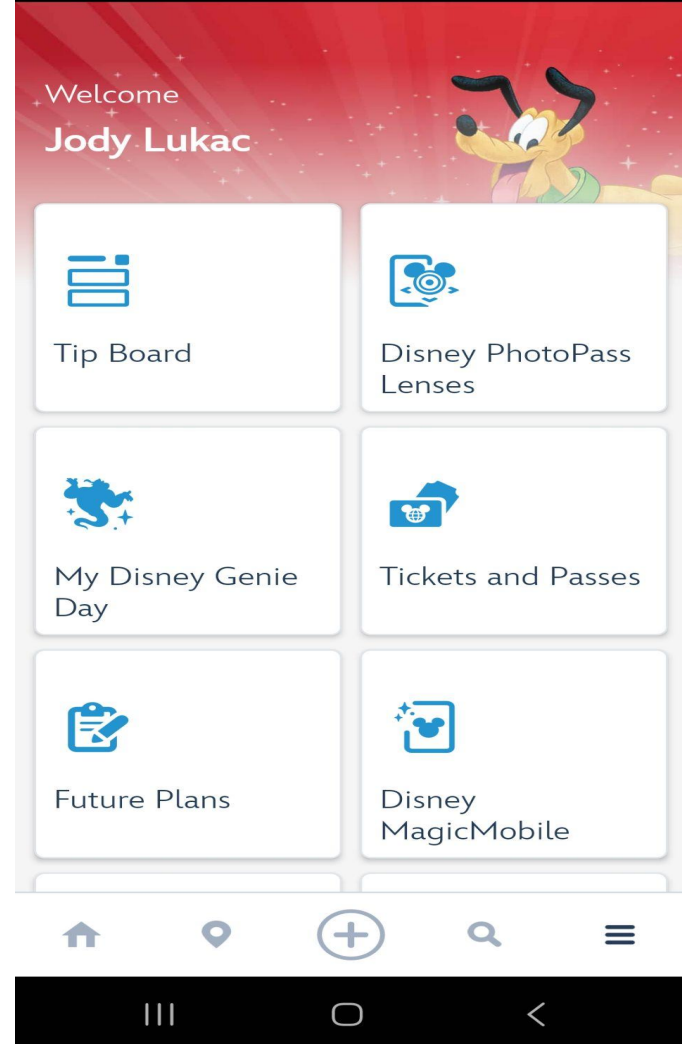 Welcome
Jody Lukac
Tip Board
Disney PhotoPass
Lenses
My Disney Genie
Day
Tickets and Passes
Future Plans
Disney
MagicMobile